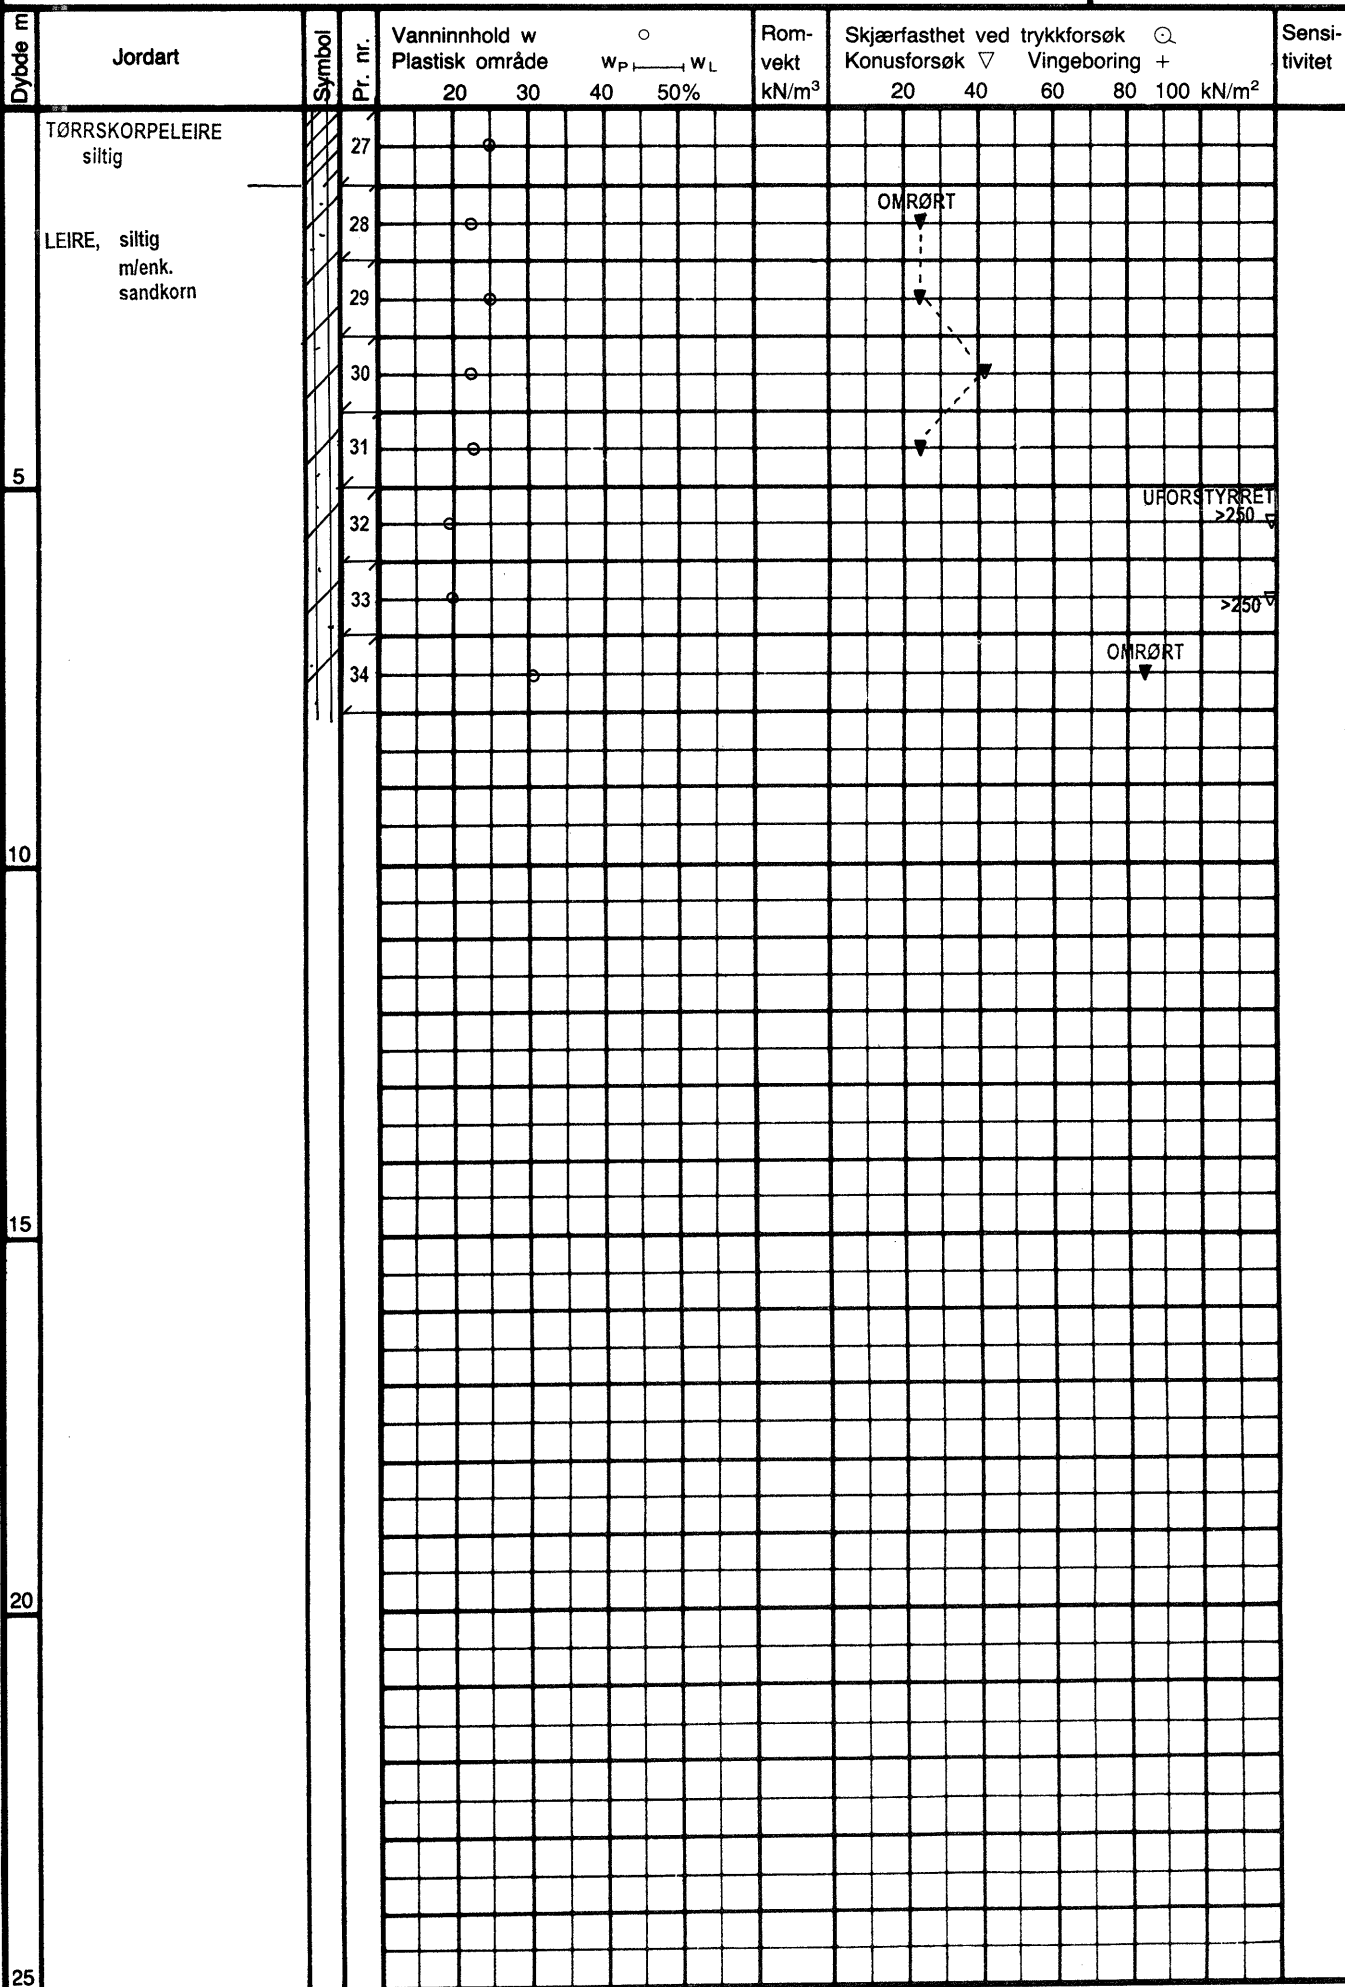 Dybde m
Jordart
Symbol
Pr. nr.
Vanninnhold w
Plastisk område wP wL
20 30 40 50%
Rom-
vekt
kN/m³
Skjærfasthet ved trykkforsøk
Konusforsøk ▽ Vingeboring +
20 40 60 80 100 kN/m²
Sensi-
tivitet
TØRRSKORPELEIRE
siltig
27
OMRØRT
28
LEIRE, siltig
m/enk.
sandkorn
29
30
31
5
UFORSTYRRET
>250
32
33
>250
OMRØRT
34
10
15
20
25